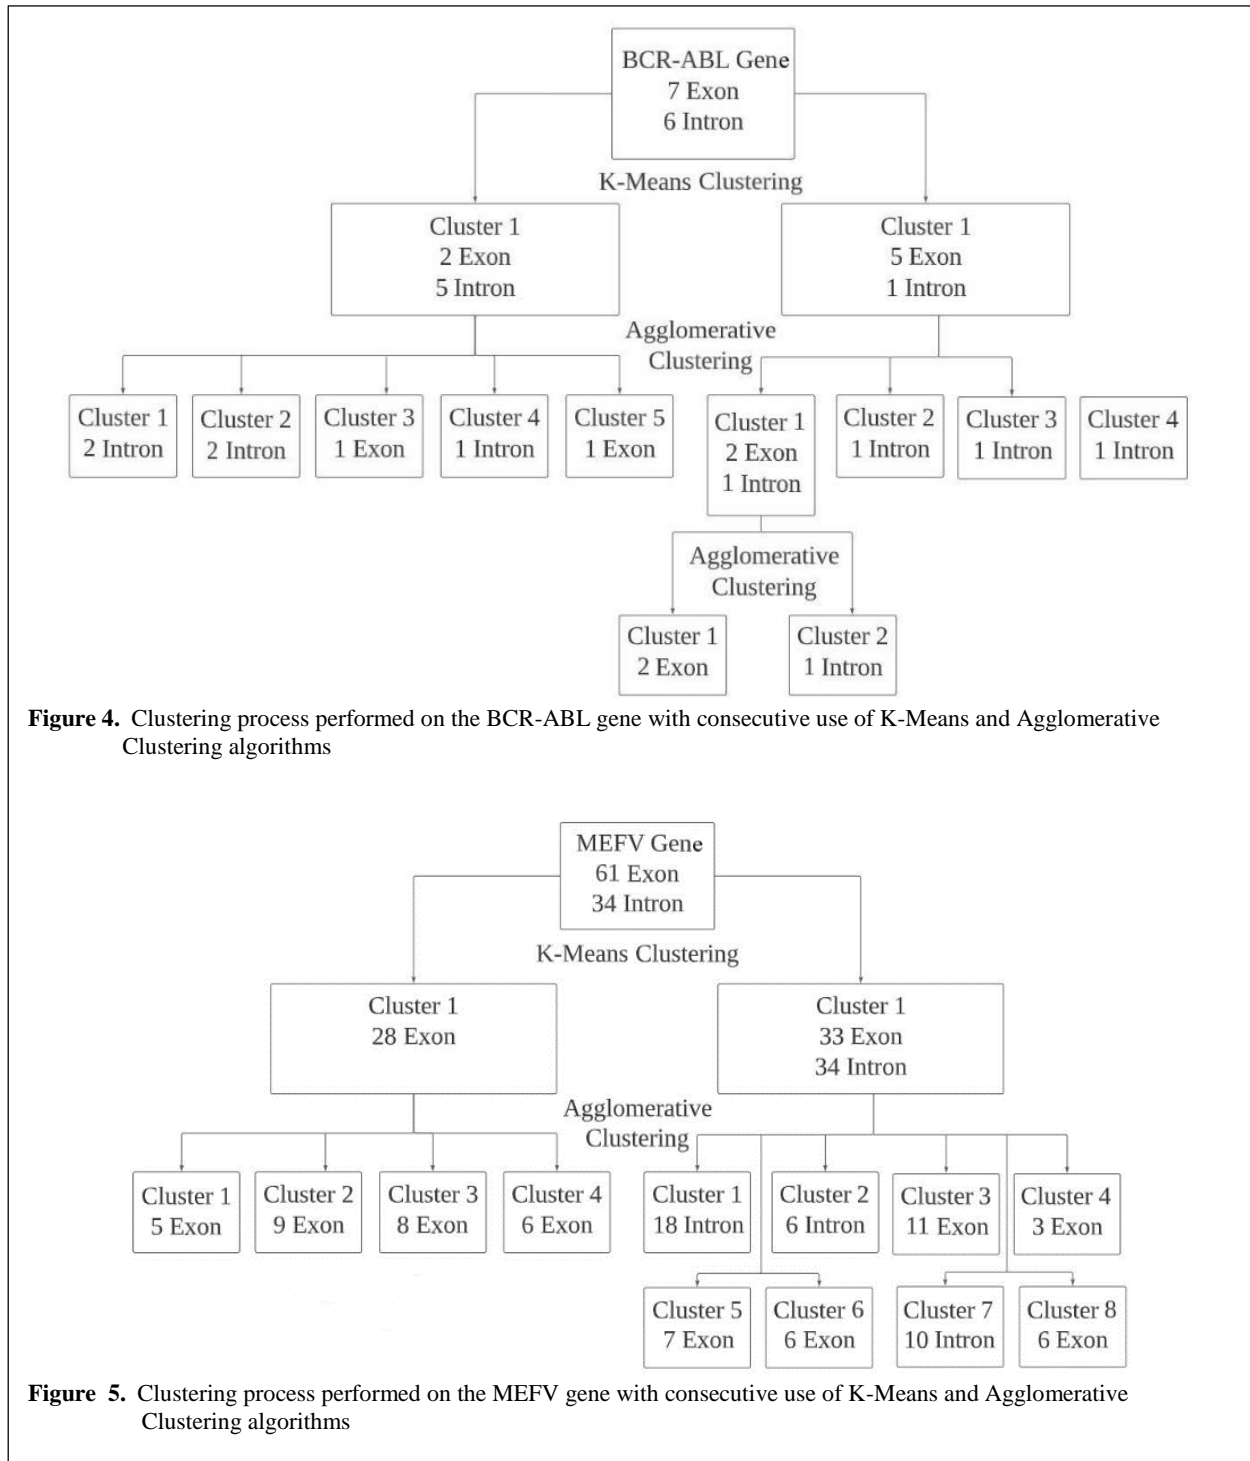 BCR-ABL Gene
7 Exon
6 Intron
K-Means Clustering
Cluster 1
2 Exon
5 Intron
Cluster 1
5 Exon
1 Intron
Agglomerative
Clustering
Cluster 1
2 Intron
Cluster 2
2 Intron
Cluster 3
1 Exon
Cluster 4
1 Intron
Cluster 5
1 Exon
Cluster 1
2 Exon
1 Intron
Cluster 2
1 Intron
Cluster 3
1 Intron
Cluster 4
1 Intron
Agglomerative
Clustering
Cluster 1
2 Exon
Cluster 2
1 Intron
Figure 4. Clustering process performed on the BCR-ABL gene with consecutive use of K-Means and Agglomerative
Clustering algorithms
MEFV Gene
61 Exon
34 Intron
K-Means Clustering
Cluster 1
28 Exon
Cluster 1
33 Exon
34 Intron
Agglomerative
Clustering
Cluster 1
5 Exon
Cluster 2
9 Exon
Cluster 3
8 Exon
Cluster 4
6 Exon
Cluster 1
18 Intron
Cluster 2
6 Intron
Cluster 3
11 Exon
Cluster 4
3 Exon
Cluster 5
7 Exon
Cluster 6
6 Exon
Cluster 7
10 Intron
Cluster 8
6 Exon
Figure 5. Clustering process performed on the MEFV gene with consecutive use of K-Means and Agglomerative
Clustering algorithms